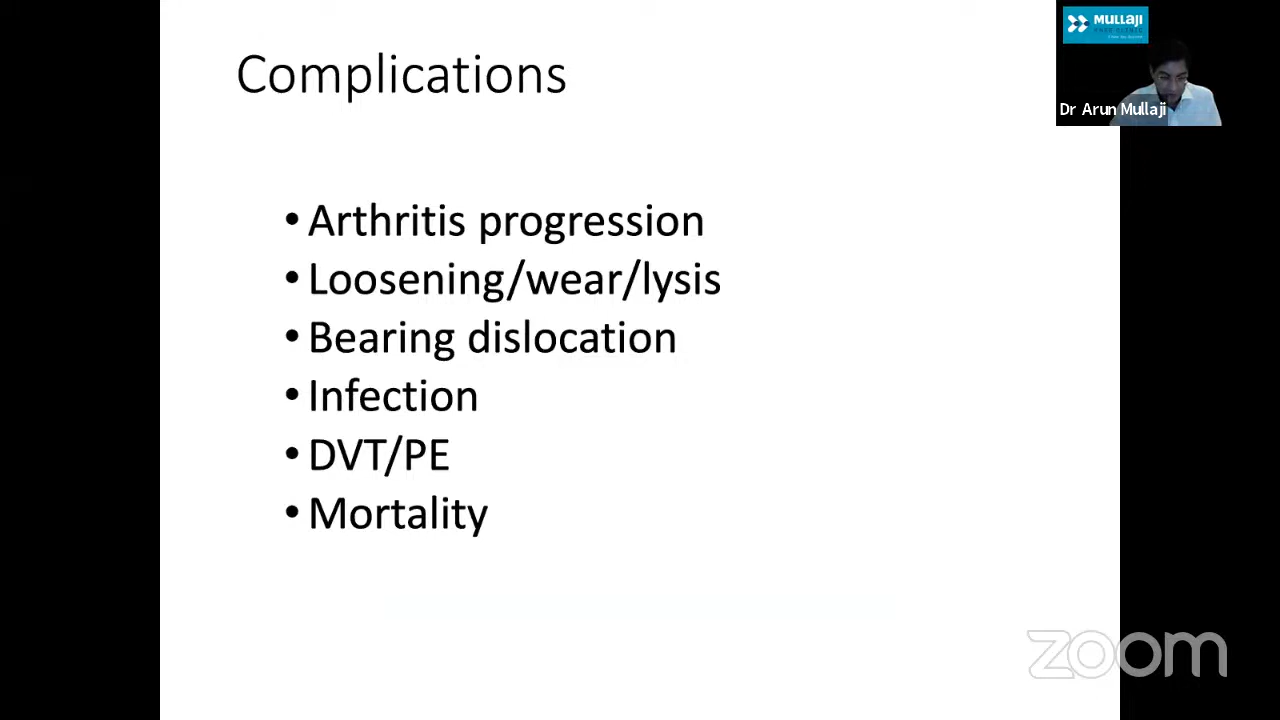 Complications
• Arthritis progression
• Loosening/wear/lysis
• Bearing dislocation
• Infection
• DVT/PE
• Mortality
MULLAJI
Dr Arun Mullaji
zoom